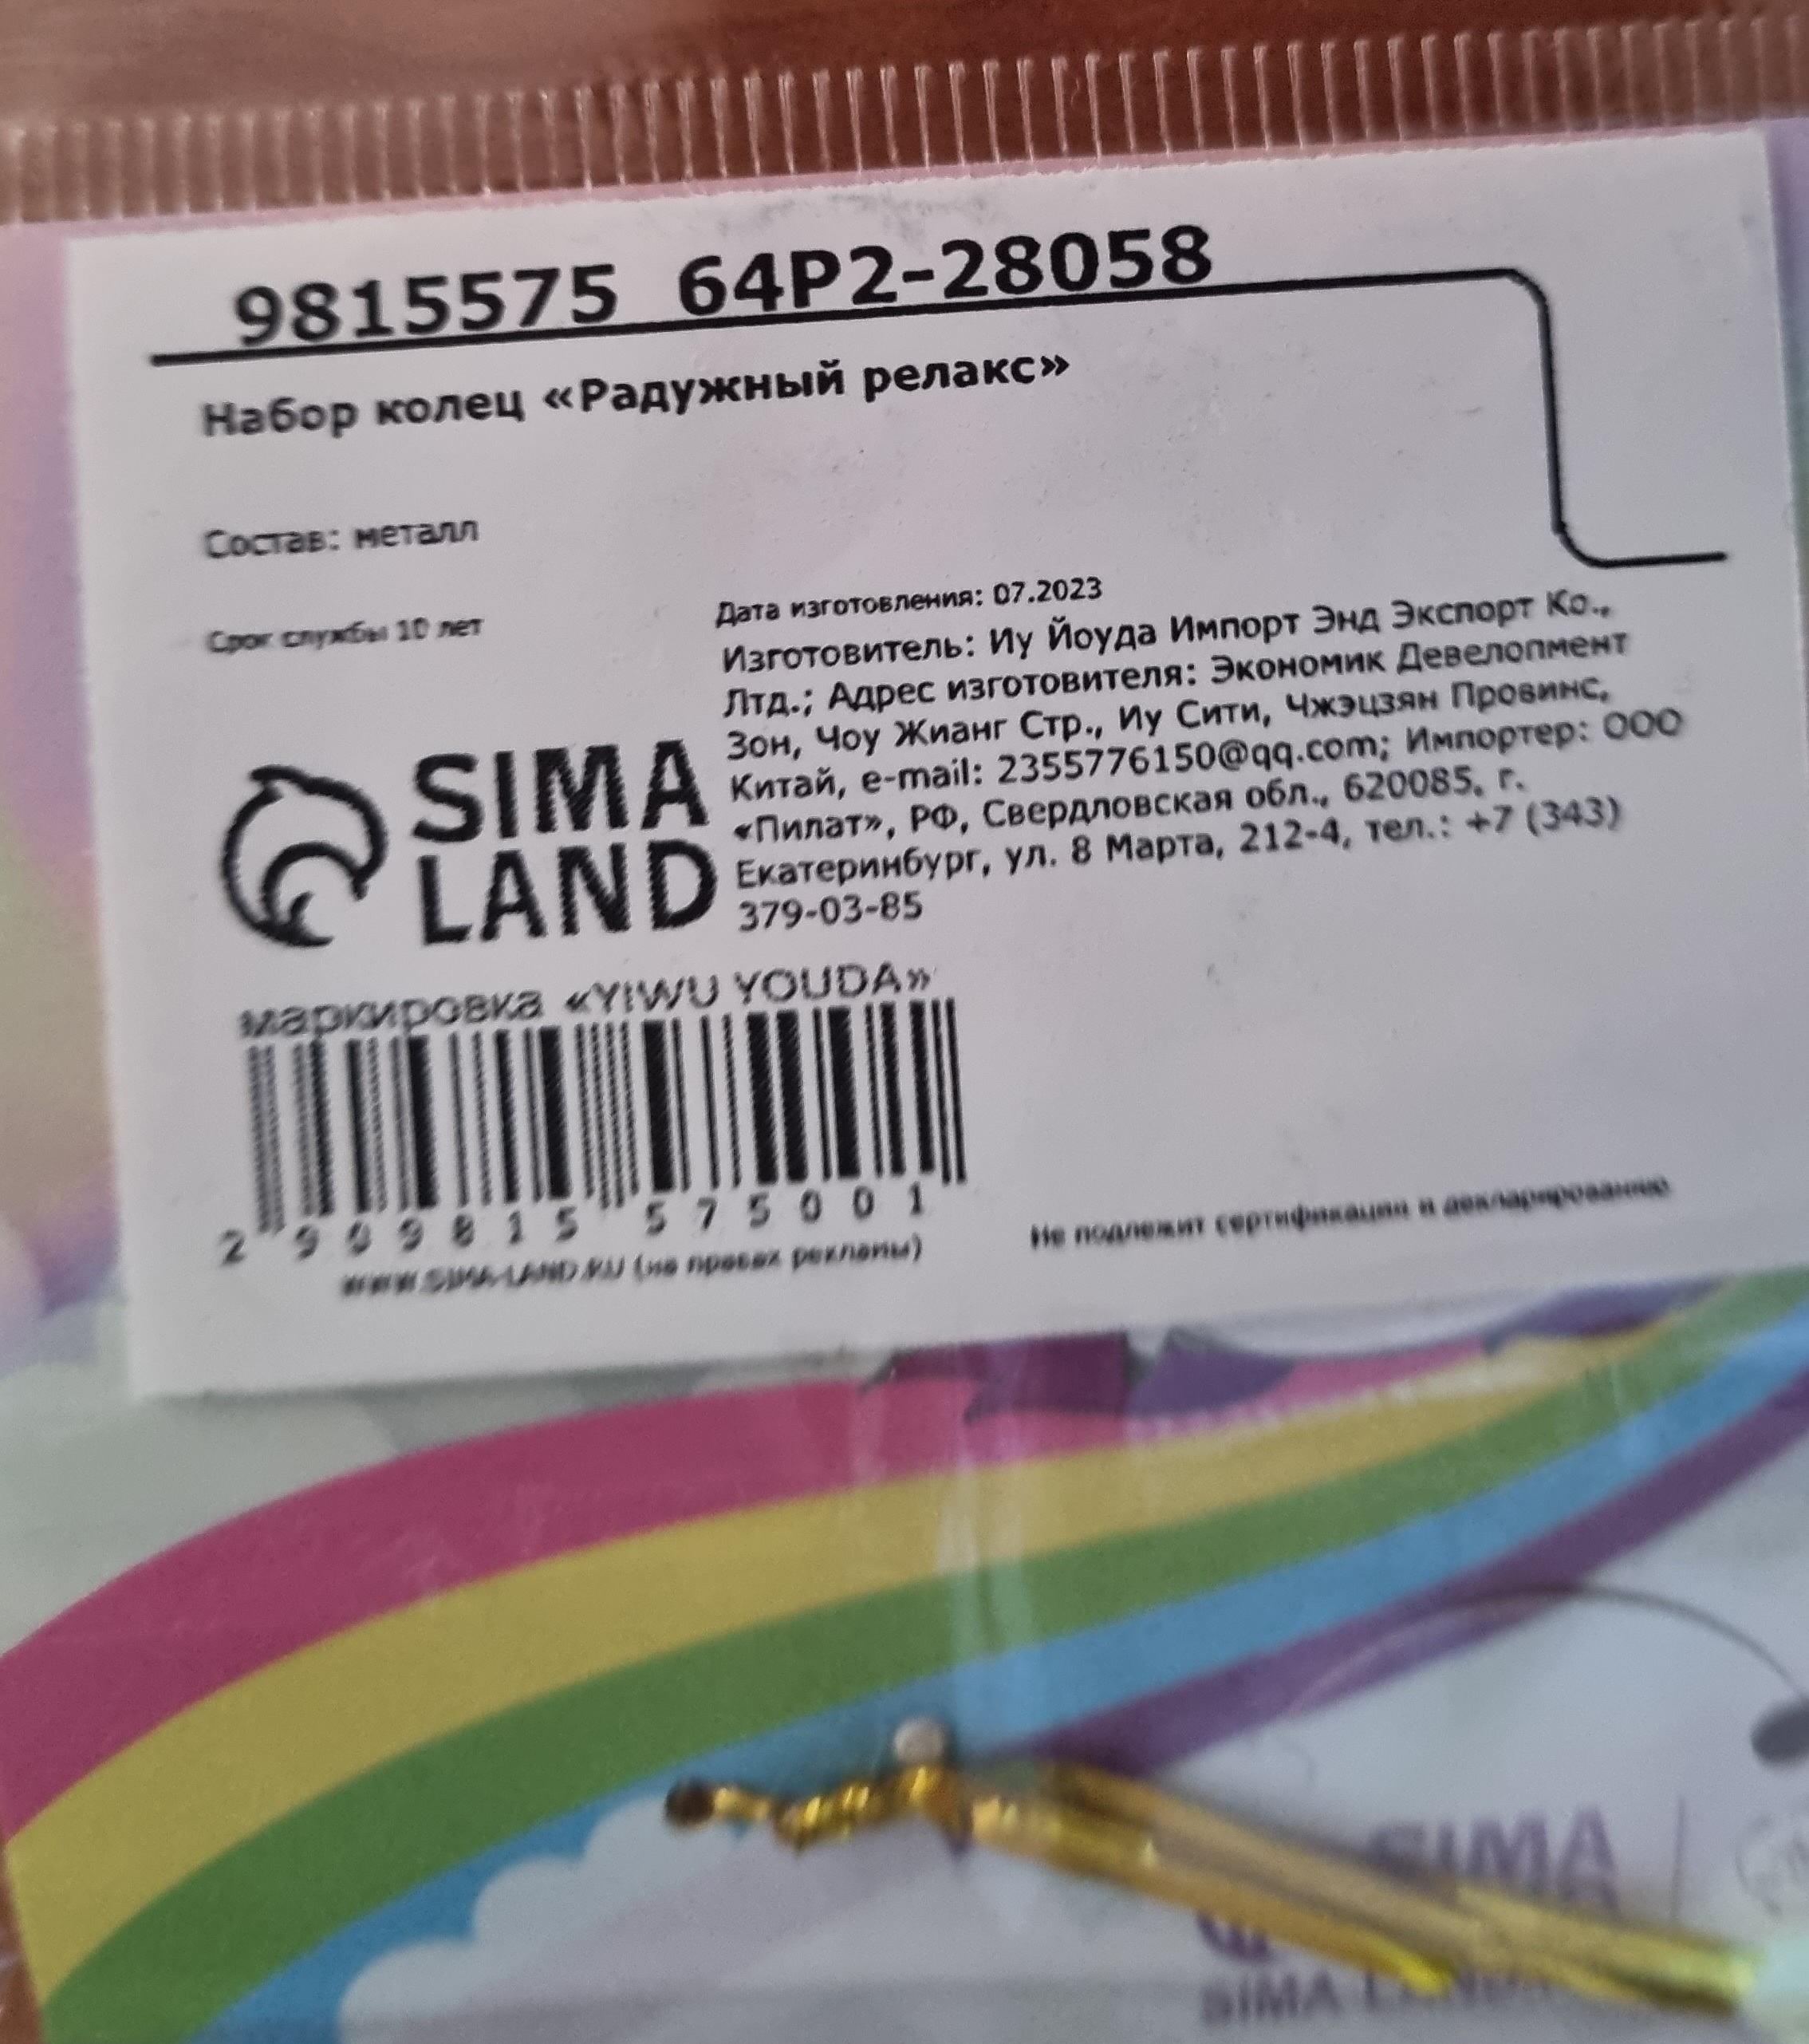 9815575 64P2-28058
Набор колец «Радужный релакс»
Состав: металл
Срок службы 10 лет
Дата изготовления: 07.2023
Изготовитель: Иу Йоуда Импорт Энд Экспорт Ко.,
Лтд.; Адрес изготовителя: Экономик Девелопмент
Зон, Чоу Жианг Стр., Иу Сити, Чжэцзян Провинс,
Китай, e-mail: 2355776150@qq.com; Импортер: ООО
«Пилат», РФ, Свердловская обл., 620085, г.
Екатеринбург, ул. 8 Марта, 212-4, тел.: +7 (343)
379-03-85
SIMA
LAND
маркировка «YIWU YOUDA»
2 909815 575001
WWW.SIMA-LAND.RU (на правах рекламы)
Не подлежит сертификации и декларированию
SIMA
SIMA